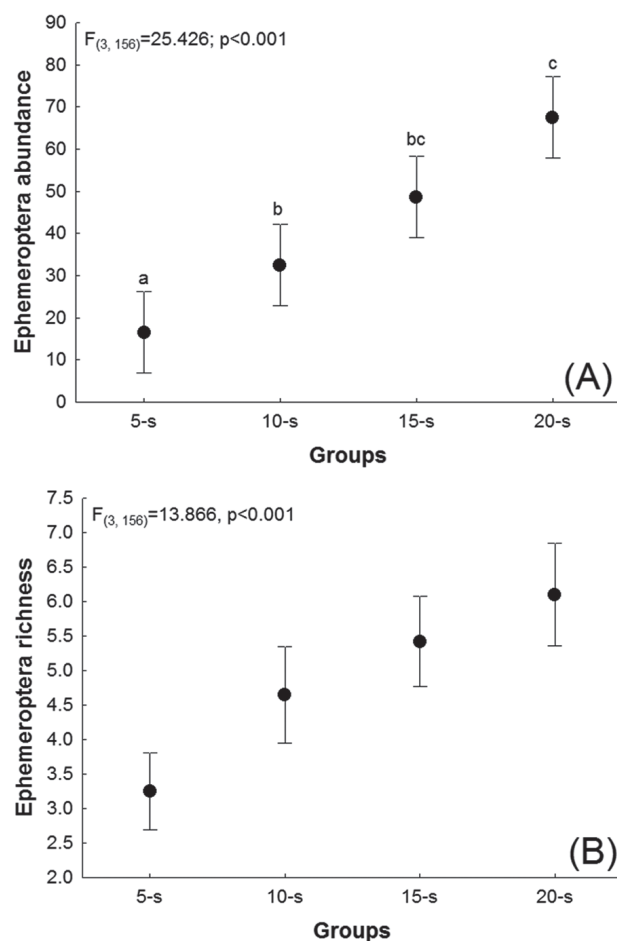 F(3, 156)=25.426; p<0.001
Ephemeroptera abundance
90
80
70
60
50
40
30
20
10
0
a
b
bc
c
(A)
5-s 10-s 15-s 20-s
Groups
F(3, 156)=13.866, p<0.001
Ephemeroptera richness
7.5
7.0
6.5
6.0
5.5
5.0
4.5
4.0
3.5
3.0
2.5
2.0
(B)
5-s 10-s 15-s 20-s
Groups